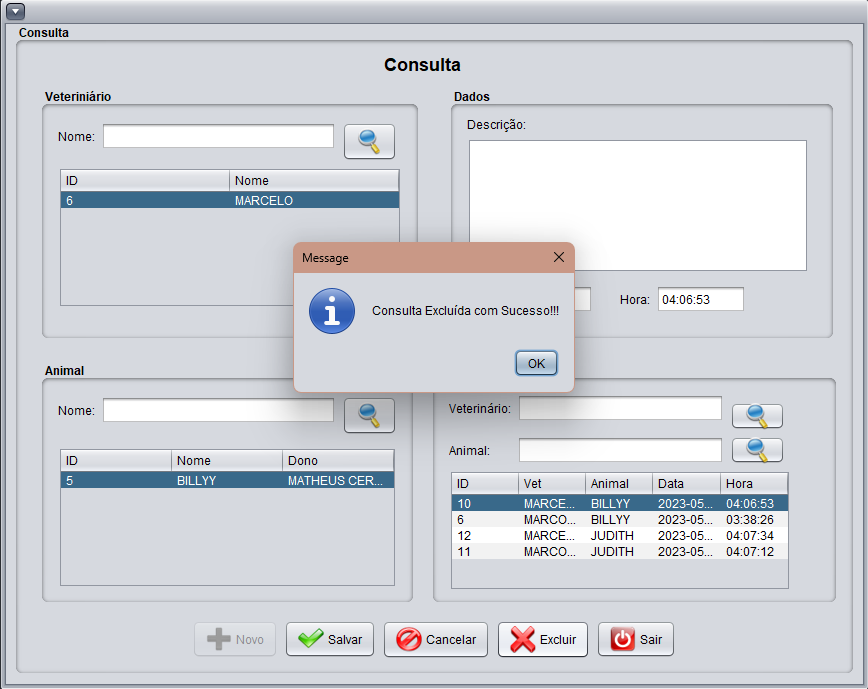 Consulta
Consulta
Veteriniário
Nome:
ID Nome
6 MARCELO
Dados
Descrição:
Hora: 04:06:53
Message
Consulta Excluída com Sucesso!!!
OK
Animal
Nome:
ID Nome Dono
5 BILLYY MATHEUS CER...
Veterinário:
Animal:
ID Vet Animal Data Hora
10 MARCE... BILLYY 2023-05... 04:06:53
6 MARCO... BILLYY 2023-05... 03:38:26
12 MARCE... JUDITH 2023-05... 04:07:34
11 MARCO... JUDITH 2023-05... 04:07:12
Novo Salvar Cancelar Excluir Sair